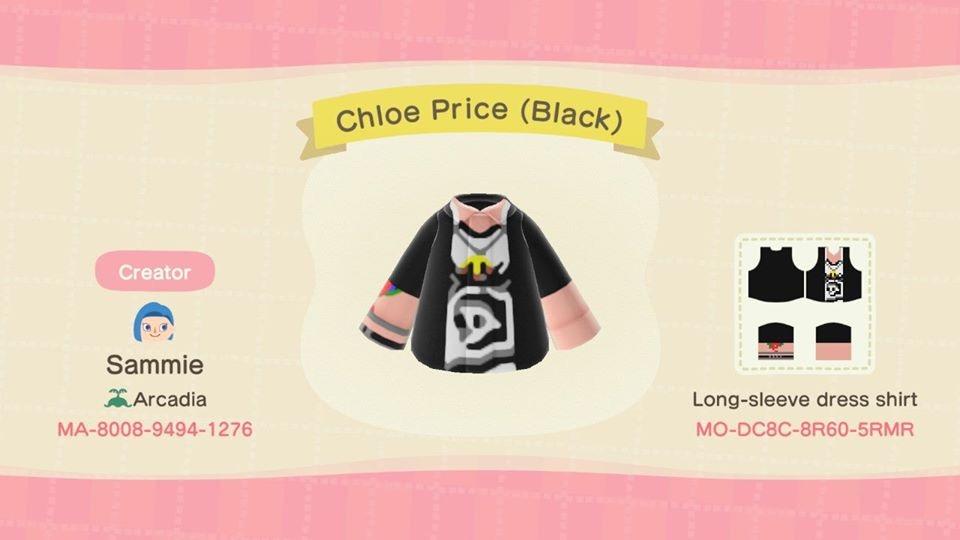 Chloe Price (Black)
Creator
Sammie
Arcadia
MA-8008-9494-1276
Long-sleeve dress shirt
MO-DC8C-8R60-5RMR